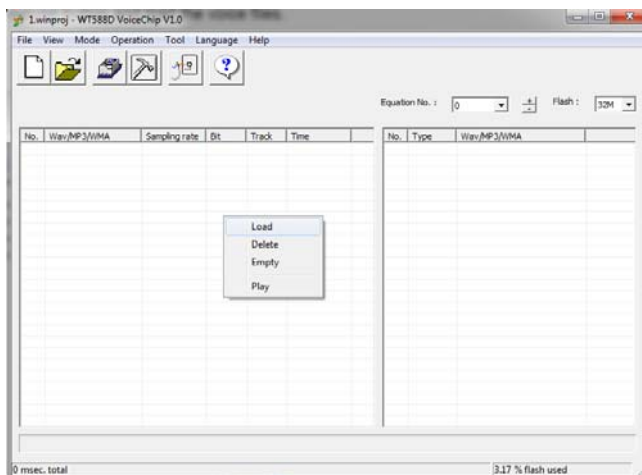 1.winproj - WT588D VoiceChip V1.0
File View Mode Operation Tool Language Help
Equation No. : 0 Flash : 32M
No. Wav/MP3/WMA Sampling rate Bit Track Time
No. Type Wav/MP3/WMA
Load
Delete
Empty
Play
0 msec. total
3.17 % flash used